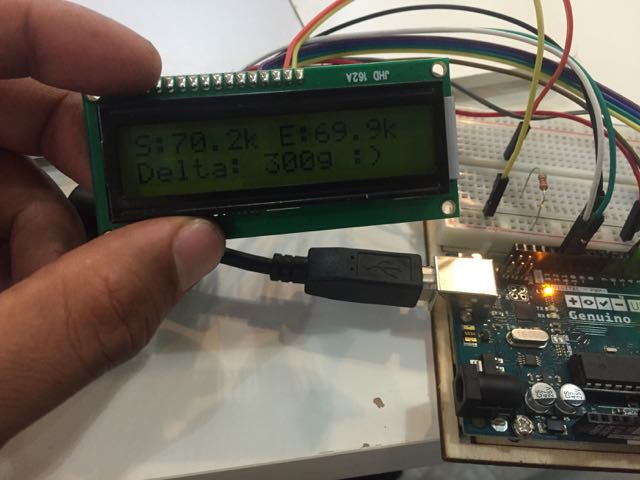 JHD 162A
S:70.2k E:69.9k
Delta: 300g :)
Genuino
U